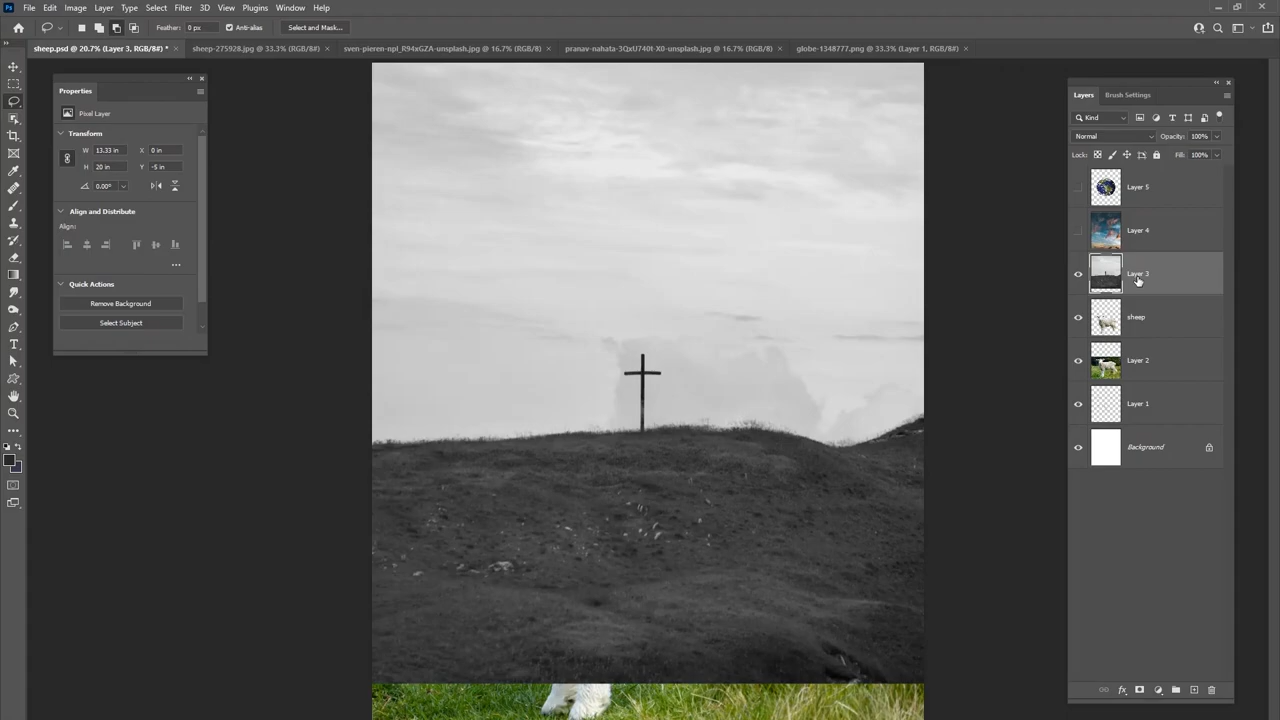 Ps File Edit Image Layer Type Select Filter 3D View Plugins Window Help
Feather: 0 px Anti-alias Select and Mask...
sheep.psd @ 20.7% (Layer 3, RGB/8#) * × sheep-275928.jpg @ 33.3% (RGB/8#) × sven-pieren-npl_R94xGZA-unsplash.jpg @ 16.7% (RGB/8) × pranav-nahata-3QxU740t-X0-unsplash.jpg @ 16.7% (RGB/8) × globe-1348777.png @ 33.3% (Layer 1, RGB/8#) ×
Properties
Pixel Layer
Transform
W 13.33 in X 0 in
H 20 in Y -5 in
0.00°
Align and Distribute
Align:
Quick Actions
Remove Background
Select Subject
Layers Brush Settings
Kind
Normal Opacity: 100%
Lock: Fill: 100%
Layer 5
Layer 4
Layer 3
sheep
Layer 2
Layer 1
Background
fx